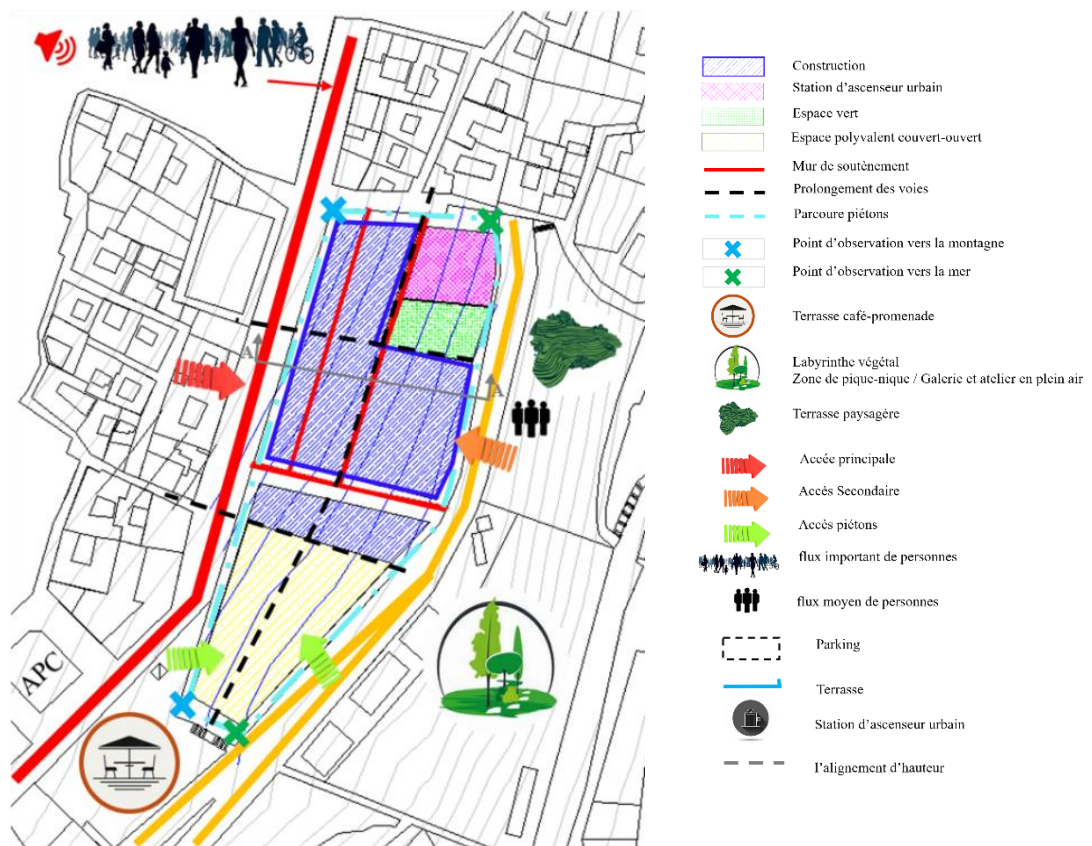 A
A
APC
Construction
Station d'ascenseur urbain
Espace vert
Espace polyvalent couvert-ouvert
Mur de soutènement
Prolongement des voies
Parcoure piétons
Point d'observation vers la montagne
Point d'observation vers la mer
Terrasse café-promenade
Labyrinthe végétal
Zone de pique-nique / Galerie et atelier en plein air
Terrasse paysagére
Accée principale
Accés Secondaire
Accés piétons
flux important de personnes
flux moyen de personnes
Parking
Terrasse
Station d'ascenseur urbain
l'alignement d'hauteur